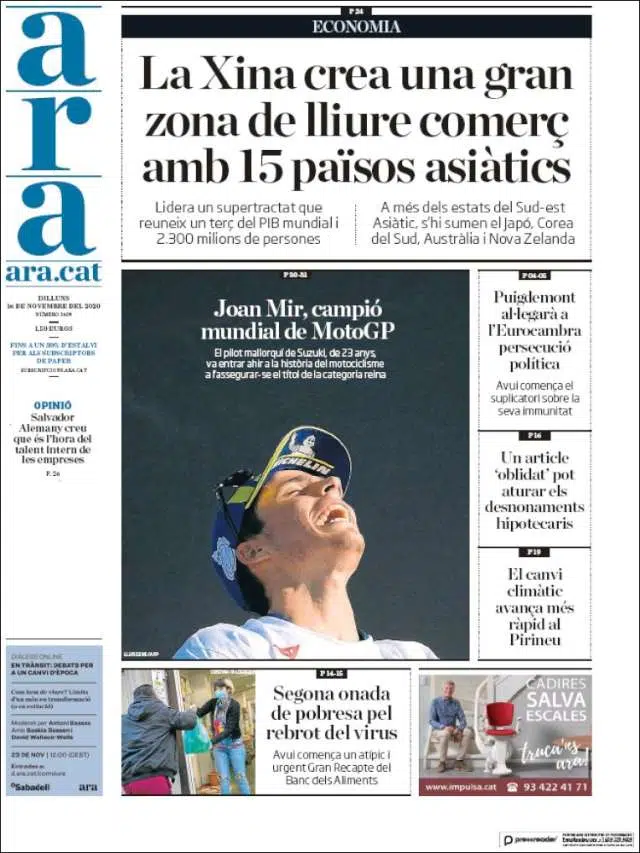 ara
ara.cat
DILLUNS
16 DE NOVEMBRE DEL 2020
1,50 EUROS
FINS A UN 50% D'ESTALVI
PER ALS SUBSCRIPTORS
DE PAPER
SUBSCRIPCIONS.ARA.CAT
OPINIÓ
Salvador
Alemany creu
que és l'hora del
talent intern de
les empreses
P. 26
P 24
ECONOMIA
La Xina crea una gran
zona de lliure comerç
amb 15 països asiàtics
Lidera un supertractat que
reuneix un terç del PIB mundial i
2.300 milions de persones
A més dels estats del Sud-est
Asiàtic, s'hi sumen el Japó, Corea
del Sud, Austràlia i Nova Zelanda
P 30-31
Joan Mir, campió
mundial de MotoGP
El pilot mallorquí de Suzuki, de 23 anys,
va entrar ahir a la història del motociclisme
a l'assegurar-se el títol de la categoria reina
MICHELIN
P 04-05
Puigdemont
al·legarà a
l'Eurocambra
persecució
política
Avui comença el
suplicatori sobre la
seva immunitat
P 16
Un article
'oblidat' pot
aturar els
desnonaments
hipotecaris
P 19
El canvi
climàtic
avança més
ràpid al
Pirineu
DIÀLEGS ONLINE
EN TRÀNSIT: DEBATS PER
A UN CANVI D'ÈPOCA
Com hem de viure? Límits
d'un món en transformació
(o en extinció)
Moderat per Antoni Bassas
Amb Saskia Sassen i
David Wallace-Wells
23 DE NOV | 12:00 (CEST)
Entrades a:
Sabadell
ara
P 14-15
Segona onada
de pobresa pel
rebrot del virus
Avui comença un atípic i
urgent Gran Recapte del
Banc dels Aliments
CADIRES
SALVA
ESCALES
truca'ns
ara!
www.impulsa.cat
93 422 41 71
pressreader